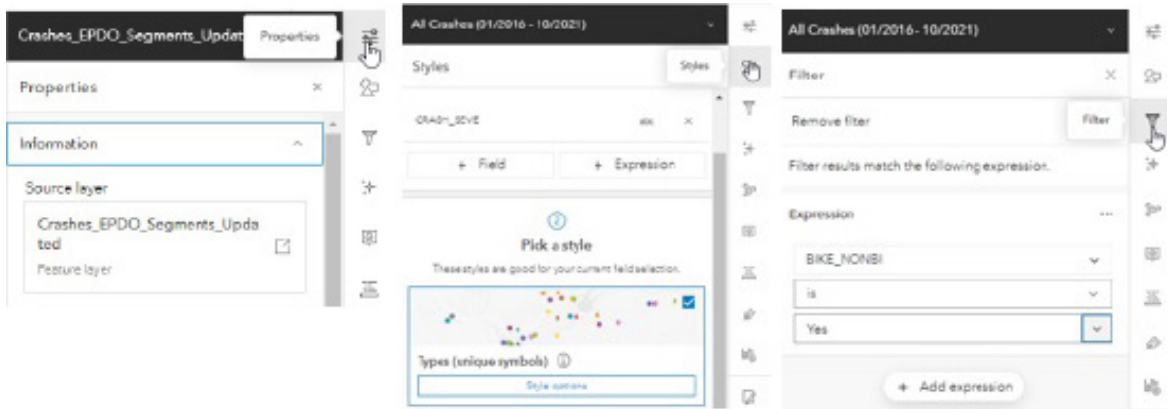 Crashes_EPDO_Segments_Updat
Properties
Properties
Information
Source layer
Crashes_EPDO_Segments_Upda
ted
Feature layer
All Crashes (01/2016 - 10/2021)
Styles
Styles
CRASH_SEVE
abc
+ Field
+ Expression
2
Pick a style
These styles are good for your current field selection.
Types (unique symbols)
Style options
All Crashes (01/2016 - 10/2021)
Filter
Remove filter
Filter
Filter results match the following expression.
Expression
BIKE_NONBI
is
Yes
+ Add expression